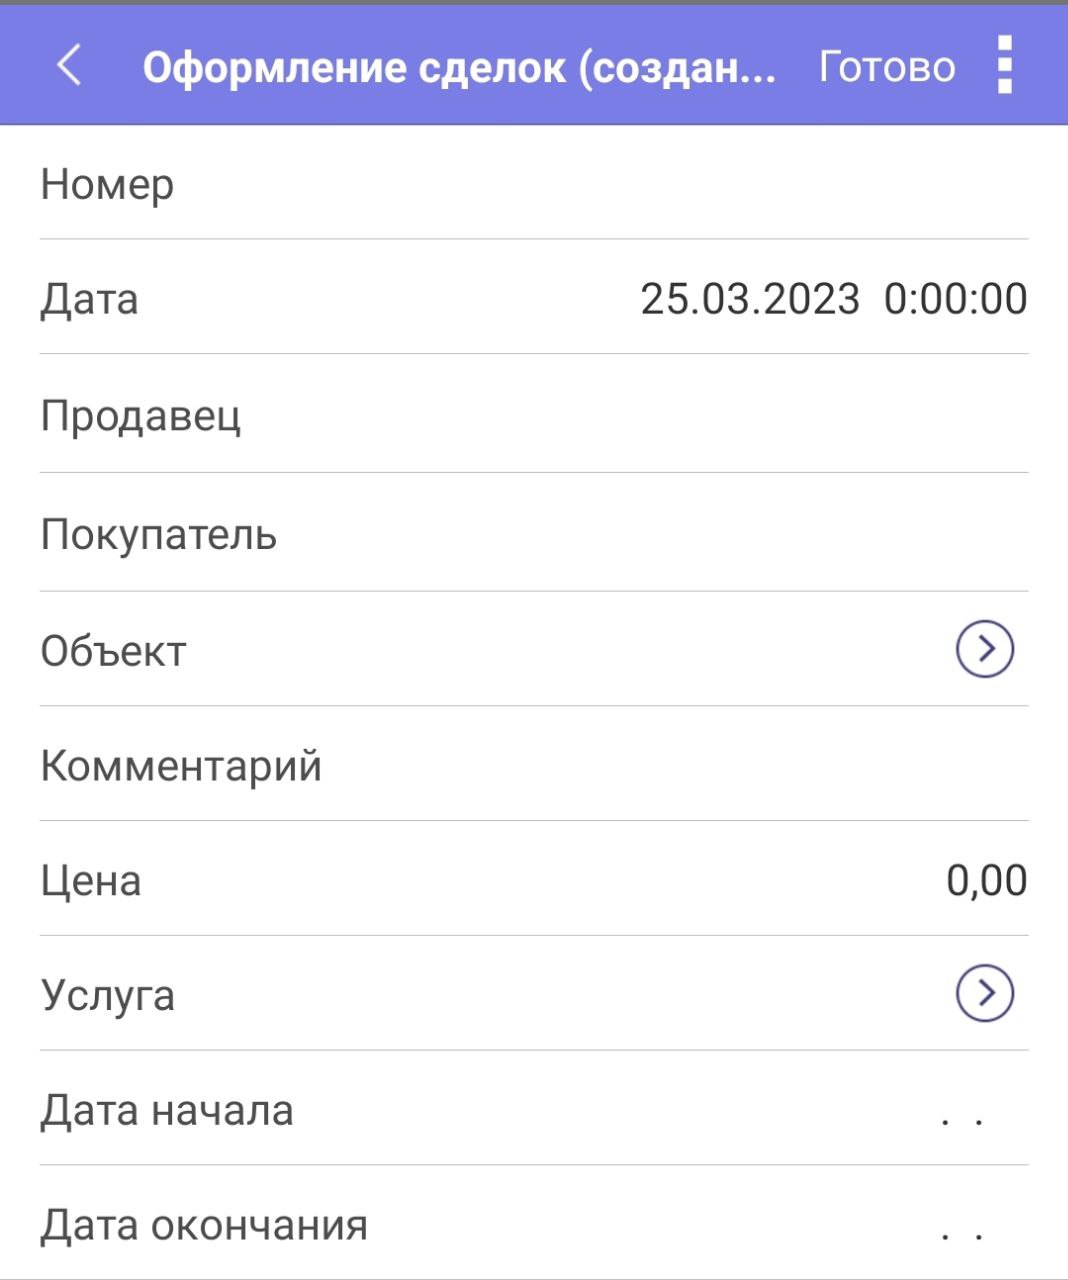 Оформление сделок (создан... Готово
Номер
Дата 25.03.2023 0:00:00
Продавец
Покупатель
Объект
Комментарий
Цена 0,00
Услуга
Дата начала . .
Дата окончания . .